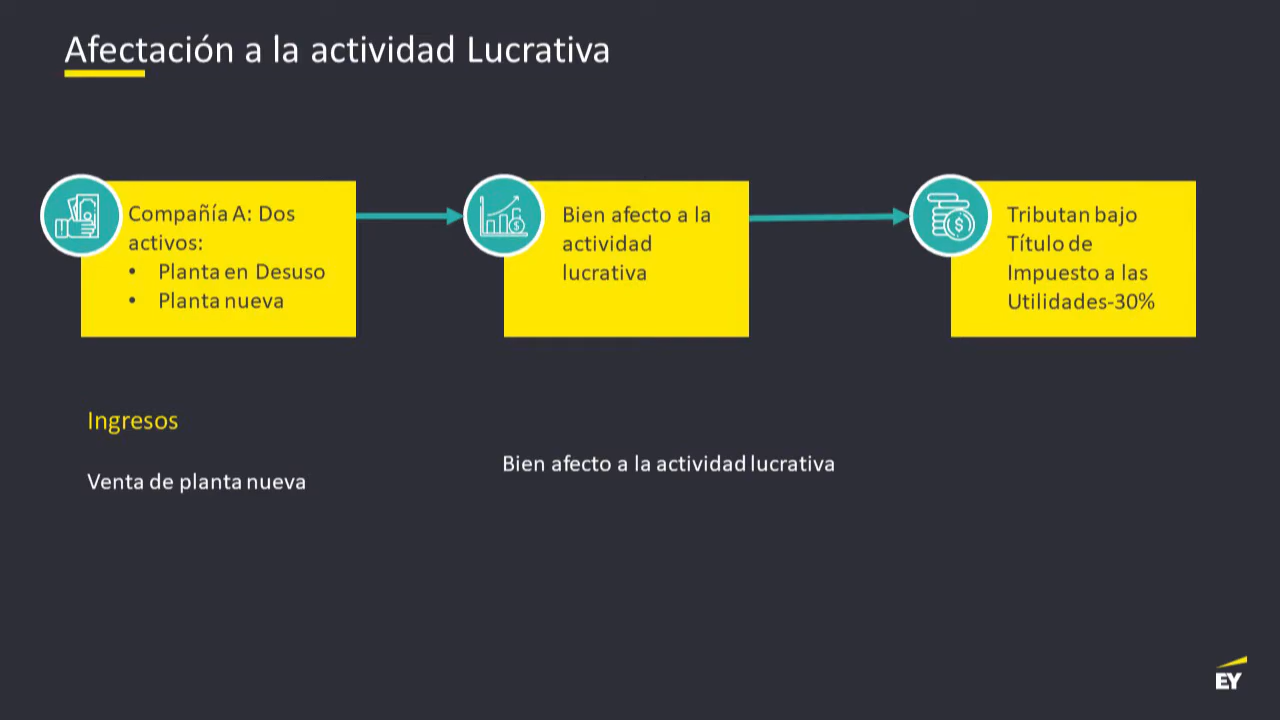 Afectación a la actividad Lucrativa
Compañía A: Dos
activos:
• Planta en Desuso
• Planta nueva
Bien afecto a la
actividad
lucrativa
Tributan bajo
Título de
Impuesto a las
Utilidades-30%
Ingresos
Venta de planta nueva
Bien afecto a la actividad lucrativa
EY